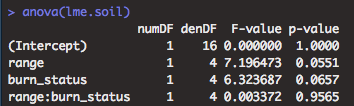 > anova(lme.soil)
numDF denDF F-value p-value
(Intercept) 1 16 0.000000 1.0000
range 1 4 7.196473 0.0551
burn_status 1 4 6.323687 0.0657
range:burn_status 1 4 0.003372 0.9565